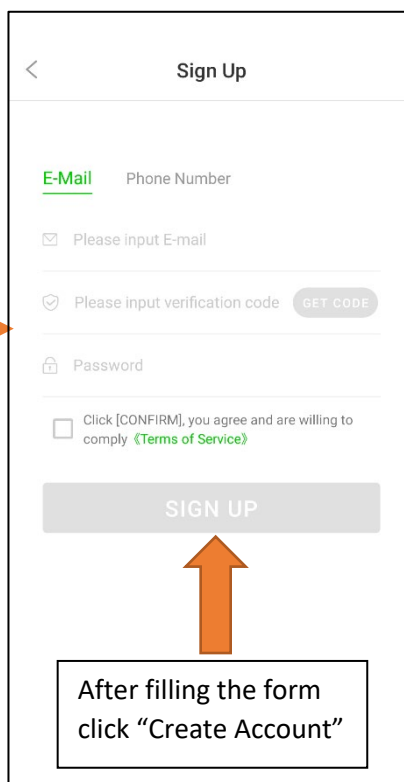 Sign Up
E-Mail Phone Number
Please input E-mail
Please input verification code GET CODE
Password
Click [CONFIRM], you agree and are willing to
comply 《Terms of Service》
SIGN UP
After filling the form
click “Create Account”